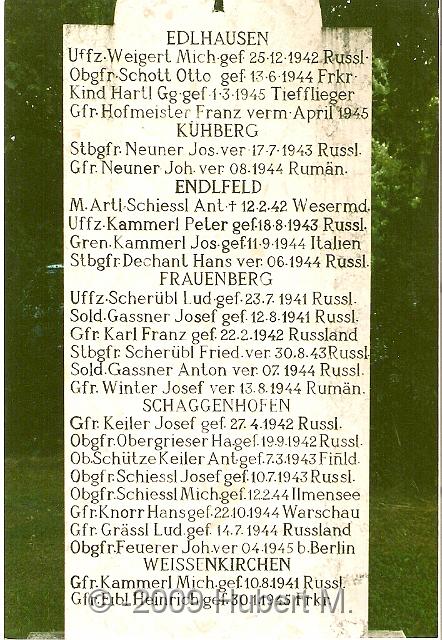 EDLHAUSEN
Uffz. Weigert Mich. gef. 25.12.1942 Russl.
Obgfr. Schott Otto gef. 13.6.1944 Frkr.
Kind Hartl Gg. gef. 1.3.1945 Tiefflieger
Gfr. Hofmeister Franz verm. April 1945
KÜHBERG
Stbgfr. Neuner Jos. ver. 17.7.1943 Russl.
Gfr. Neuner Joh. ver. 08.1944 Rumän.
ENDLFELD
M. Artl. Schiessl Ant. † 12.2.42 Wesermd.
Uffz. Kammerl Peter gef. 18.8.1943 Russl.
Gren. Kammerl Jos. gef. 11.9.1944 Italien
Stbgfr. Dechant Hans ver. 06.1944 Russl.
FRAUENBERG
Uffz. Scherübl Lud. gef. 23.7.1941 Russl.
Sold. Gassner Josef gef. 12.8.1941 Russl.
Gfr. Karl Franz gef. 22.2.1942 Russland
Stbgfr. Scherübl Fried. ver. 30.8.43 Russl.
Sold. Gassner Anton ver. 07.1944 Russl.
Gfr. Winter Josef ver. 13.8.1944 Rumän.
SCHAGGENHOFEN
Gfr. Keiler Josef gef. 27.4.1942 Russl.
Obgfr. Obergrieser Ha. gef. 19.9.1942 Russl.
Ob. Schütze Keiler Ant. gef. 7.3.1943 Finld.
Obgfr. Schiessl Josef gef. 10.7.1943 Russl.
Obgfr. Schiessl Mich. gef. 12.2.44 Ilmensee
Gfr. Knorr Hans gef. 22.10.1944 Warschau
Gfr. Grässl Lud. gef. 14.7.1944 Russland
Obgfr. Feuerer Joh. ver. 04.1945 b. Berlin
WEISSENKIRCHEN
Gfr. Kammerl Mich. gef. 10.8.1941 Russl.
Gfr. Heinrich gef. 1945 Frkr.
© 2009 Hubert M.